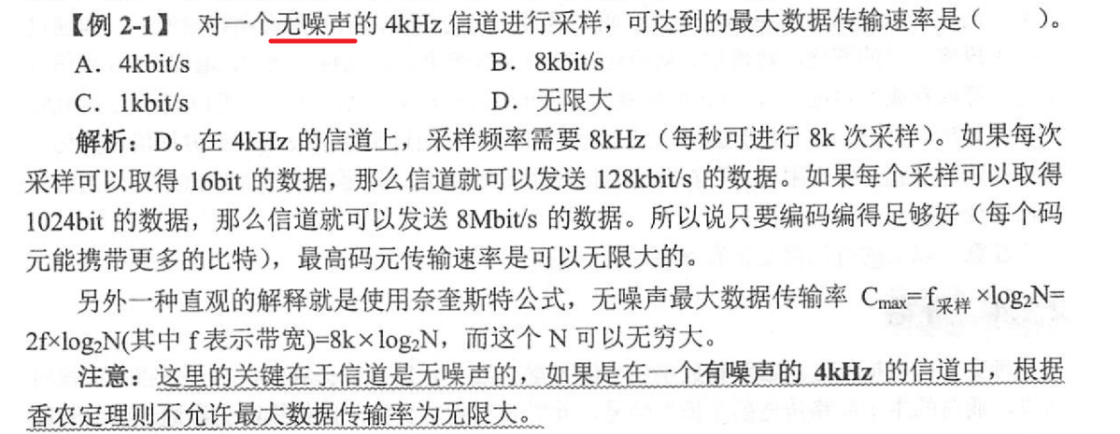 【例 2-1】 对一个无噪声的 4kHz 信道进行采样，可达到的最大数据传输速率是（  ）。
A．4kbit/s B．8kbit/s
C．1kbit/s D．无限大
解析：D。在 4kHz 的信道上，采样频率需要 8kHz（每秒可进行 8k 次采样）。如果每次
采样可以取得 16bit 的数据，那么信道就可以发送 128kbit/s 的数据。如果每个采样可以取得
1024bit 的数据，那么信道就可以发送 8Mbit/s 的数据。所以说只要编码编得足够好（每个码
元能携带更多的比特），最高码元传输速率是可以无限大的。
另外一种直观的解释就是使用奈奎斯特公式，无噪声最大数据传输率 Cmax=f采样×log₂N=
2f×log₂N(其中 f 表示带宽)=8k×log₂N，而这个 N 可以无穷大。
注意：这里的关键在于信道是无噪声的，如果是在一个有噪声的 4kHz 的信道中，根据
香农定理则不允许最大数据传输率为无限大。